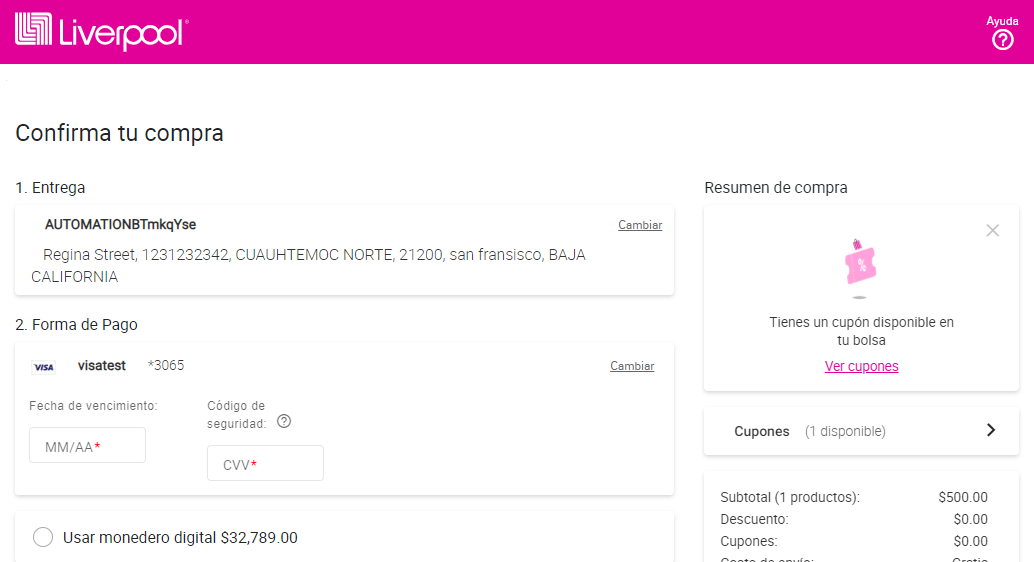 Liverpool
Ayuda
Confirma tu compra
1. Entrega
AUTOMATIONBTmkqYse
Cambiar
Regina Street, 1231232342, CUAUHTEMOC NORTE, 21200, san fransisco, BAJA
CALIFORNIA
2. Forma de Pago
VISA visatest *3065
Cambiar
Fecha de vencimiento:
MM/AA*
Código de
seguridad:
CVV*
Usar monedero digital $32,789.00
Resumen de compra
%
Tienes un cupón disponible en
tu bolsa
Ver cupones
Cupones (1 disponible)
Subtotal (1 productos): $500.00
Descuento: $0.00
Cupones: $0.00
Costo de envío: Gratis